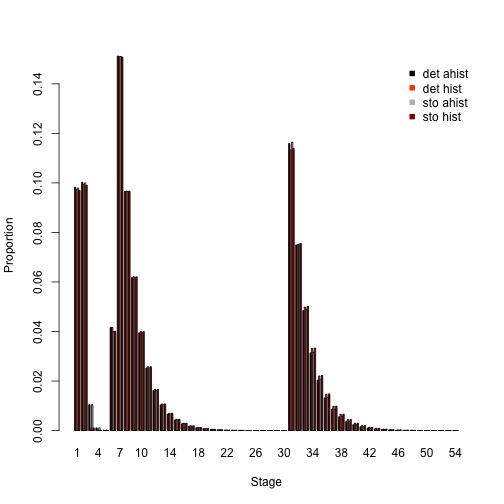 det ahist
det hist
sto ahist
sto hist
Proportion
0.14
0.12
0.10
0.08
0.06
0.04
0.02
0.00
1 4 7 10 14 18 22 26 30 34 38 42 46 50 54
Stage